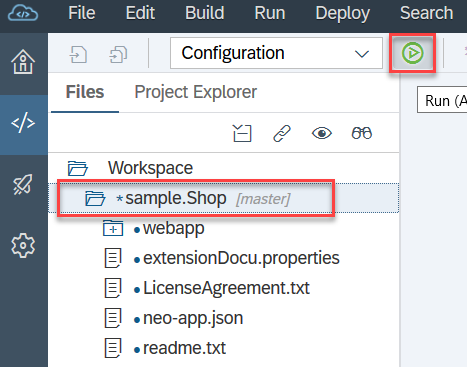 File Edit Build Run Deploy Search
Configuration
Files Project Explorer
Run (A
Workspace
*sample.Shop [master]
webapp
extensionDocu.properties
LicenseAgreement.txt
neo-app.json
readme.txt